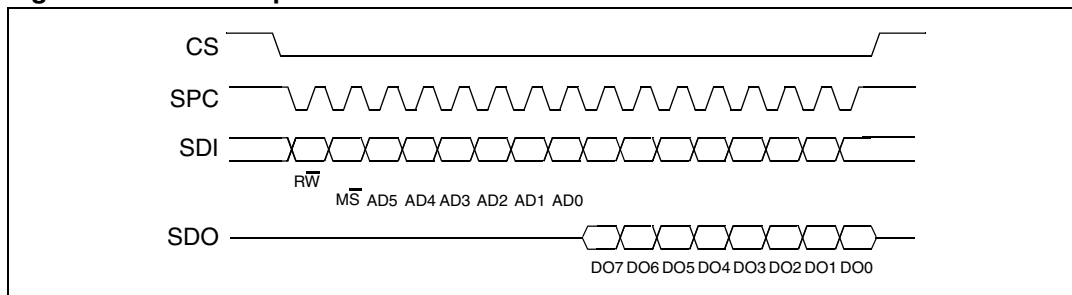 CS
SPC
SDI
RW̅
MS̅ AD5 AD4 AD3 AD2 AD1 AD0
SDO
DO7 DO6 DO5 DO4 DO3 DO2 DO1 DO0